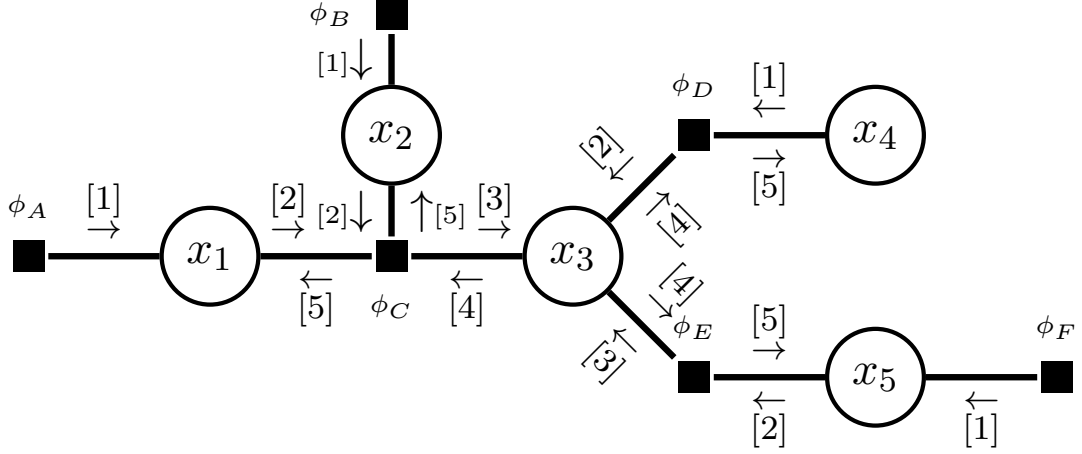 ϕ_B
[1]↓
ϕ_D
[1]
←
x_2
x_4
[2]
←
→
[5]
ϕ_A
[1]
→
[2]
→
[2]↓
↑[5]
[3]
→
→
[4]
x_1
x_3
←
[5]
ϕ_C
←
[4]
[4]
→
ϕ_E
[5]
→
ϕ_F
←
[3]
x_5
←
[2]
←
[1]